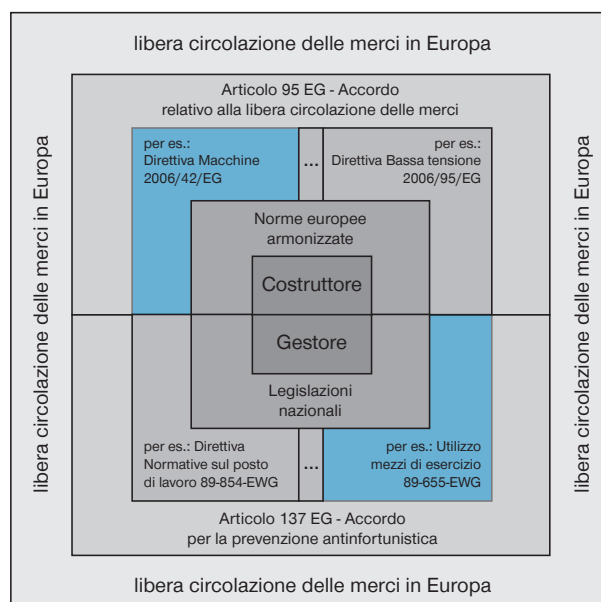 libera circolazione delle merci in Europa
libera circolazione delle merci in Europa
libera circolazione delle merci in Europa
Articolo 95 EG - Accordo
relativo alla libera circolazione delle merci
per es.:
Direttiva Macchine
2006/42/EG
...
per es.:
Direttiva Bassa tensione
2006/95/EG
Norme europee
armonizzate
Costruttore
Gestore
Legislazioni
nazionali
per es.: Direttiva
Normative sul posto
di lavoro 89-854-EWG
...
per es.: Utilizzo
mezzi di esercizio
89-655-EWG
Articolo 137 EG - Accordo
per la prevenzione antinfortunistica
libera circolazione delle merci in Europa